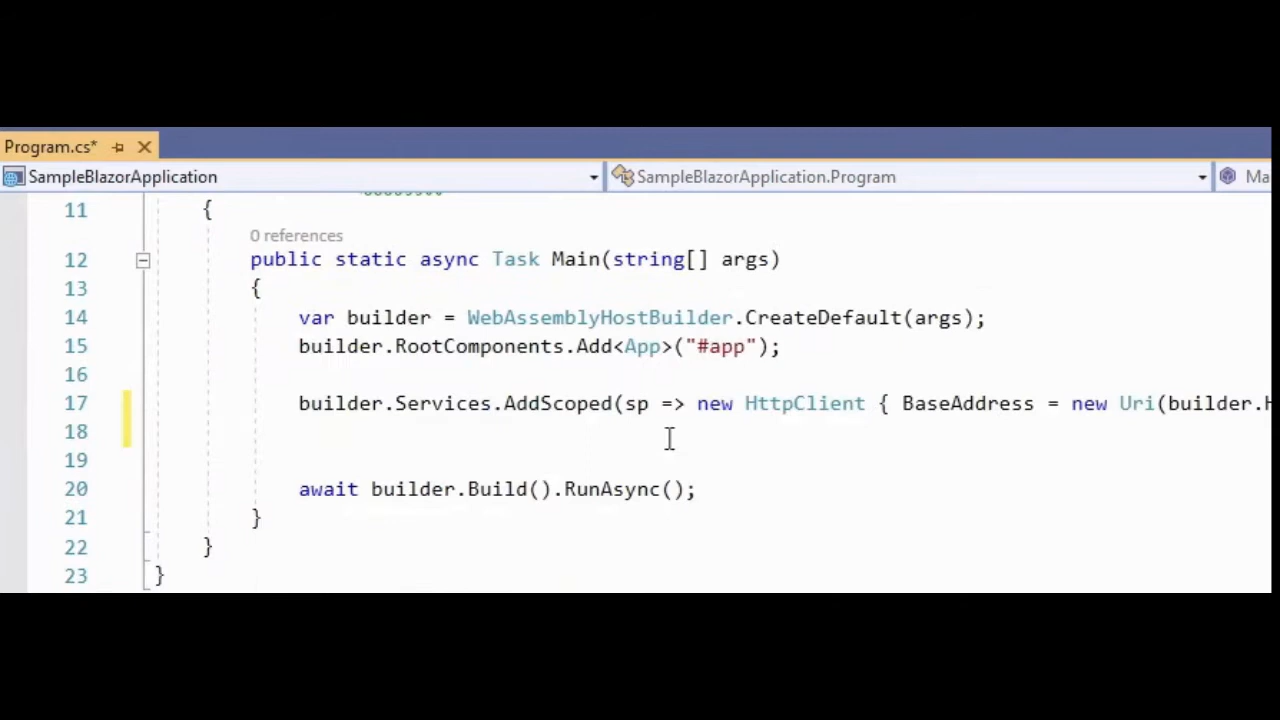 Program.cs*
SampleBlazorApplication SampleBlazorApplication.Program Ma
11 {
0 references
12 public static async Task Main(string[] args)
13 {
14 var builder = WebAssemblyHostBuilder.CreateDefault(args);
15 builder.RootComponents.Add<App>("#app");
16
17 builder.Services.AddScoped(sp => new HttpClient { BaseAddress = new Uri(builder.H
18
19
20 await builder.Build().RunAsync();
21 }
22 }
23 }